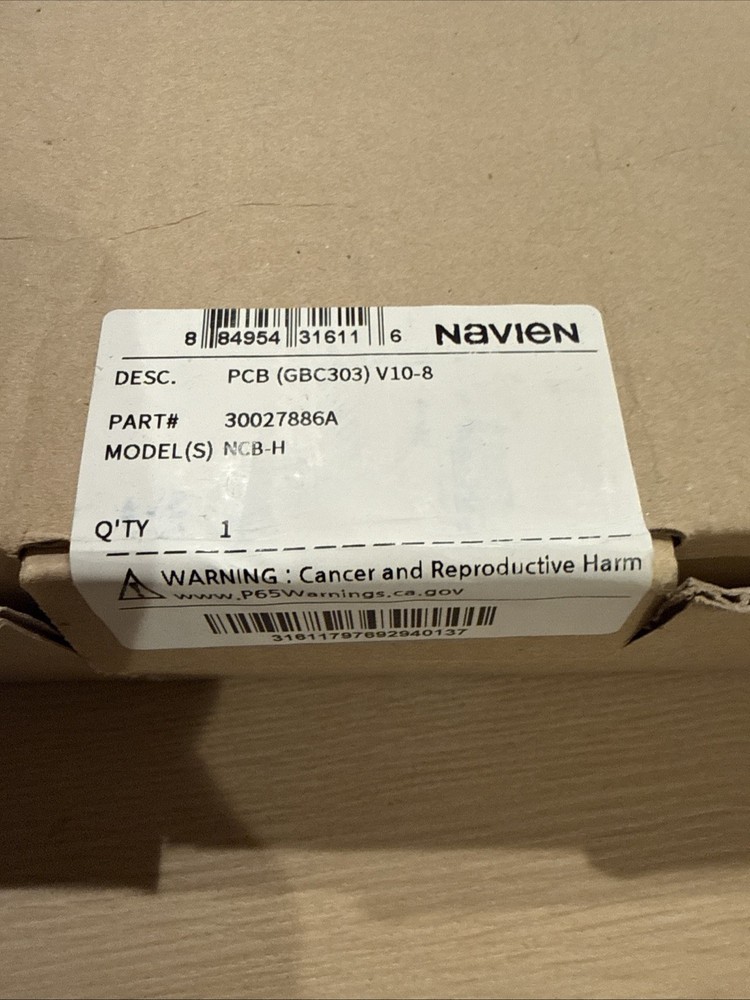 8 84954 31611 6 NAVIEN
DESC. PCB (GBC303) V10-8
PART# 30027886A
MODEL(S) NCB-H
Q'TY 1
WARNING : Cancer and Reproductive Harm
www.P65Warnings.ca.gov
31611797692940137